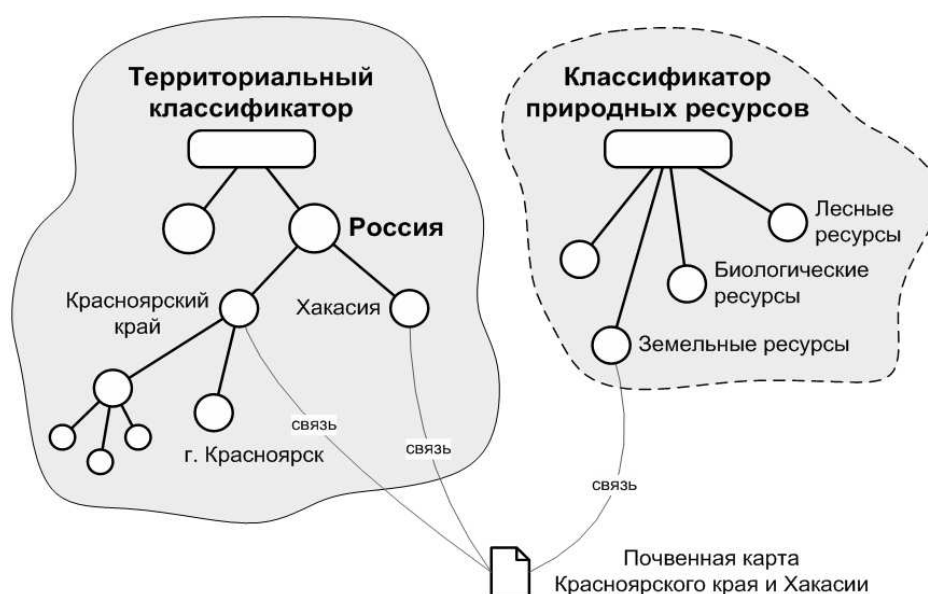 Территориальный
классификатор
Россия
Красноярский
край
Хакасия
г. Красноярск
связь
связь
Классификатор
природных ресурсов
Лесные
ресурсы
Биологические
ресурсы
Земельные ресурсы
связь
Почвенная карта
Красноярского края и Хакасии